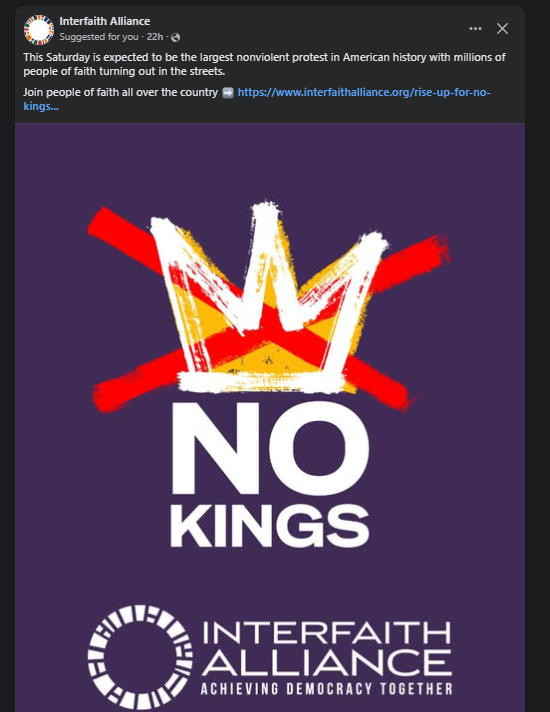 Interfaith Alliance
Suggested for you · 22h ·
This Saturday is expected to be the largest nonviolent protest in American history with millions of
people of faith turning out in the streets.
Join people of faith all over the country ➡️ https://www.interfaithalliance.org/rise-up-for-no-
kings...
NO
KINGS
INTERFAITH
ALLIANCE
ACHIEVING DEMOCRACY TOGETHER